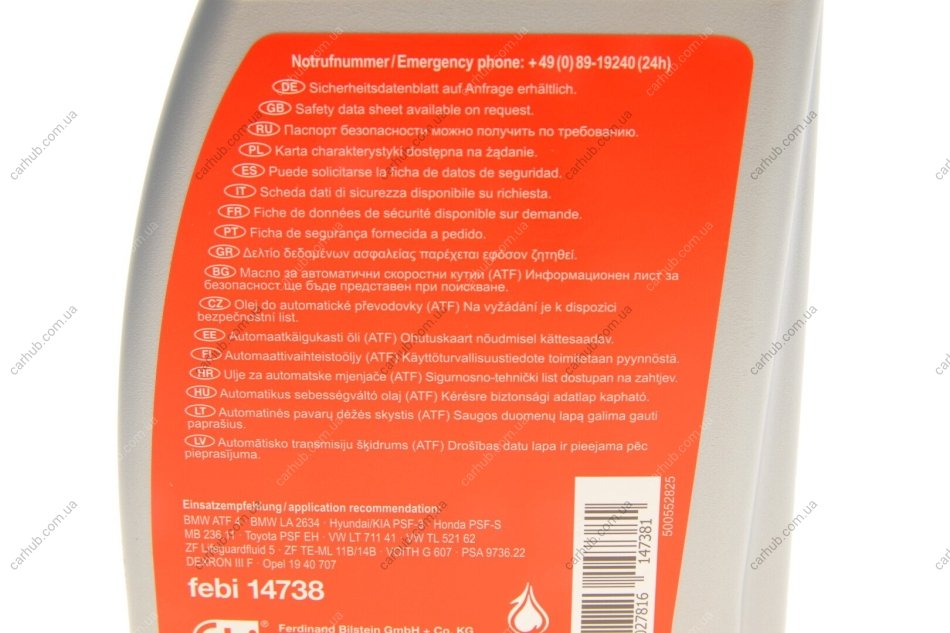 Notrufnummer/Emergency phone: +49(0)89-19240(24h)
DE Sicherheitsdatenblatt auf Anfrage erhältlich.
GB Safety data sheet available on request.
RU Паспорт безопасности можно получить по требованию.
PL Karta charakterystyki dostępna na żądanie.
ES Puede solicitarse la ficha de datos de seguridad.
IT Scheda dati di sicurezza disponibile su richiesta.
FR Fiche de données de sécurité disponible sur demande.
PT Ficha de segurança fornecida a pedido.
GR Δελτίο δεδομένων ασφαλείας παρέχεται εφόσον ζητηθεί.
BG Масло за автоматични скоростни кутии (ATF) Информационен лист за
безопасност ще бъде представен при поискване.
CZ Olej do automatické převodovky (ATF) Na vyžádání je k dispozici
bezpečnostní list.
EE Automaatkäigukasti õli (ATF) Ohutuskaart nõudmisel kättesaadav.
FI Automaattivaihteistoöljy (ATF) Käyttöturvallisuustiedote toimitetaan pyynnöstä.
HR Ulje za automatske mjenjače (ATF) Sigurnosno-tehnički list dostupan na zahtjev.
HU Automatikus sebességváltó olaj (ATF) Kérésre biztonsági adatlap kapható.
LT Automatinės pavarų dėžės skystis (ATF) Saugos duomenų lapą galima gauti
paprašius.
LV Automātisko transmisiju šķidrums (ATF) Drošības datu lapa ir pieejama pēc
pieprasījuma.
Einsatzempfehlung/application recommendation:
BMW ATF · BMW LA 2634 · Hyundai/KIA PSF-3 · Honda PSF-S
MB 236.11 · Toyota PSF EH · VW LT 711 41 · VW TL 521 62
ZF Lifeguardfluid 5 · ZF TE-ML 11B/14B · VOITH G 607 · PSA 9736.22
DEXRON III F · Opel 19 40 707
febi 14738
Ferdinand Bilstein GmbH + Co. KG
500552825
027816 147381
carhub.com.ua